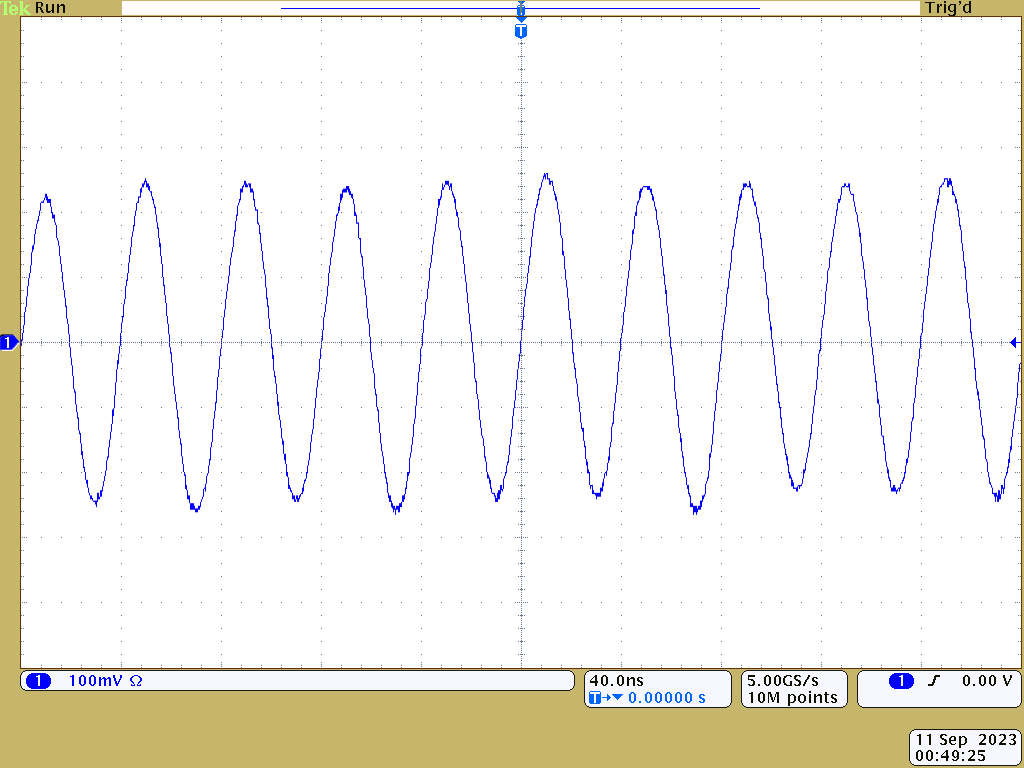 Tek Run Trig'd
T
T
1
1 100mV Ω
40.0ns
T→▼ 0.00000 s
5.00GS/s
10M points
1 ƒ 0.00 V
11 Sep 2023
00:49:25